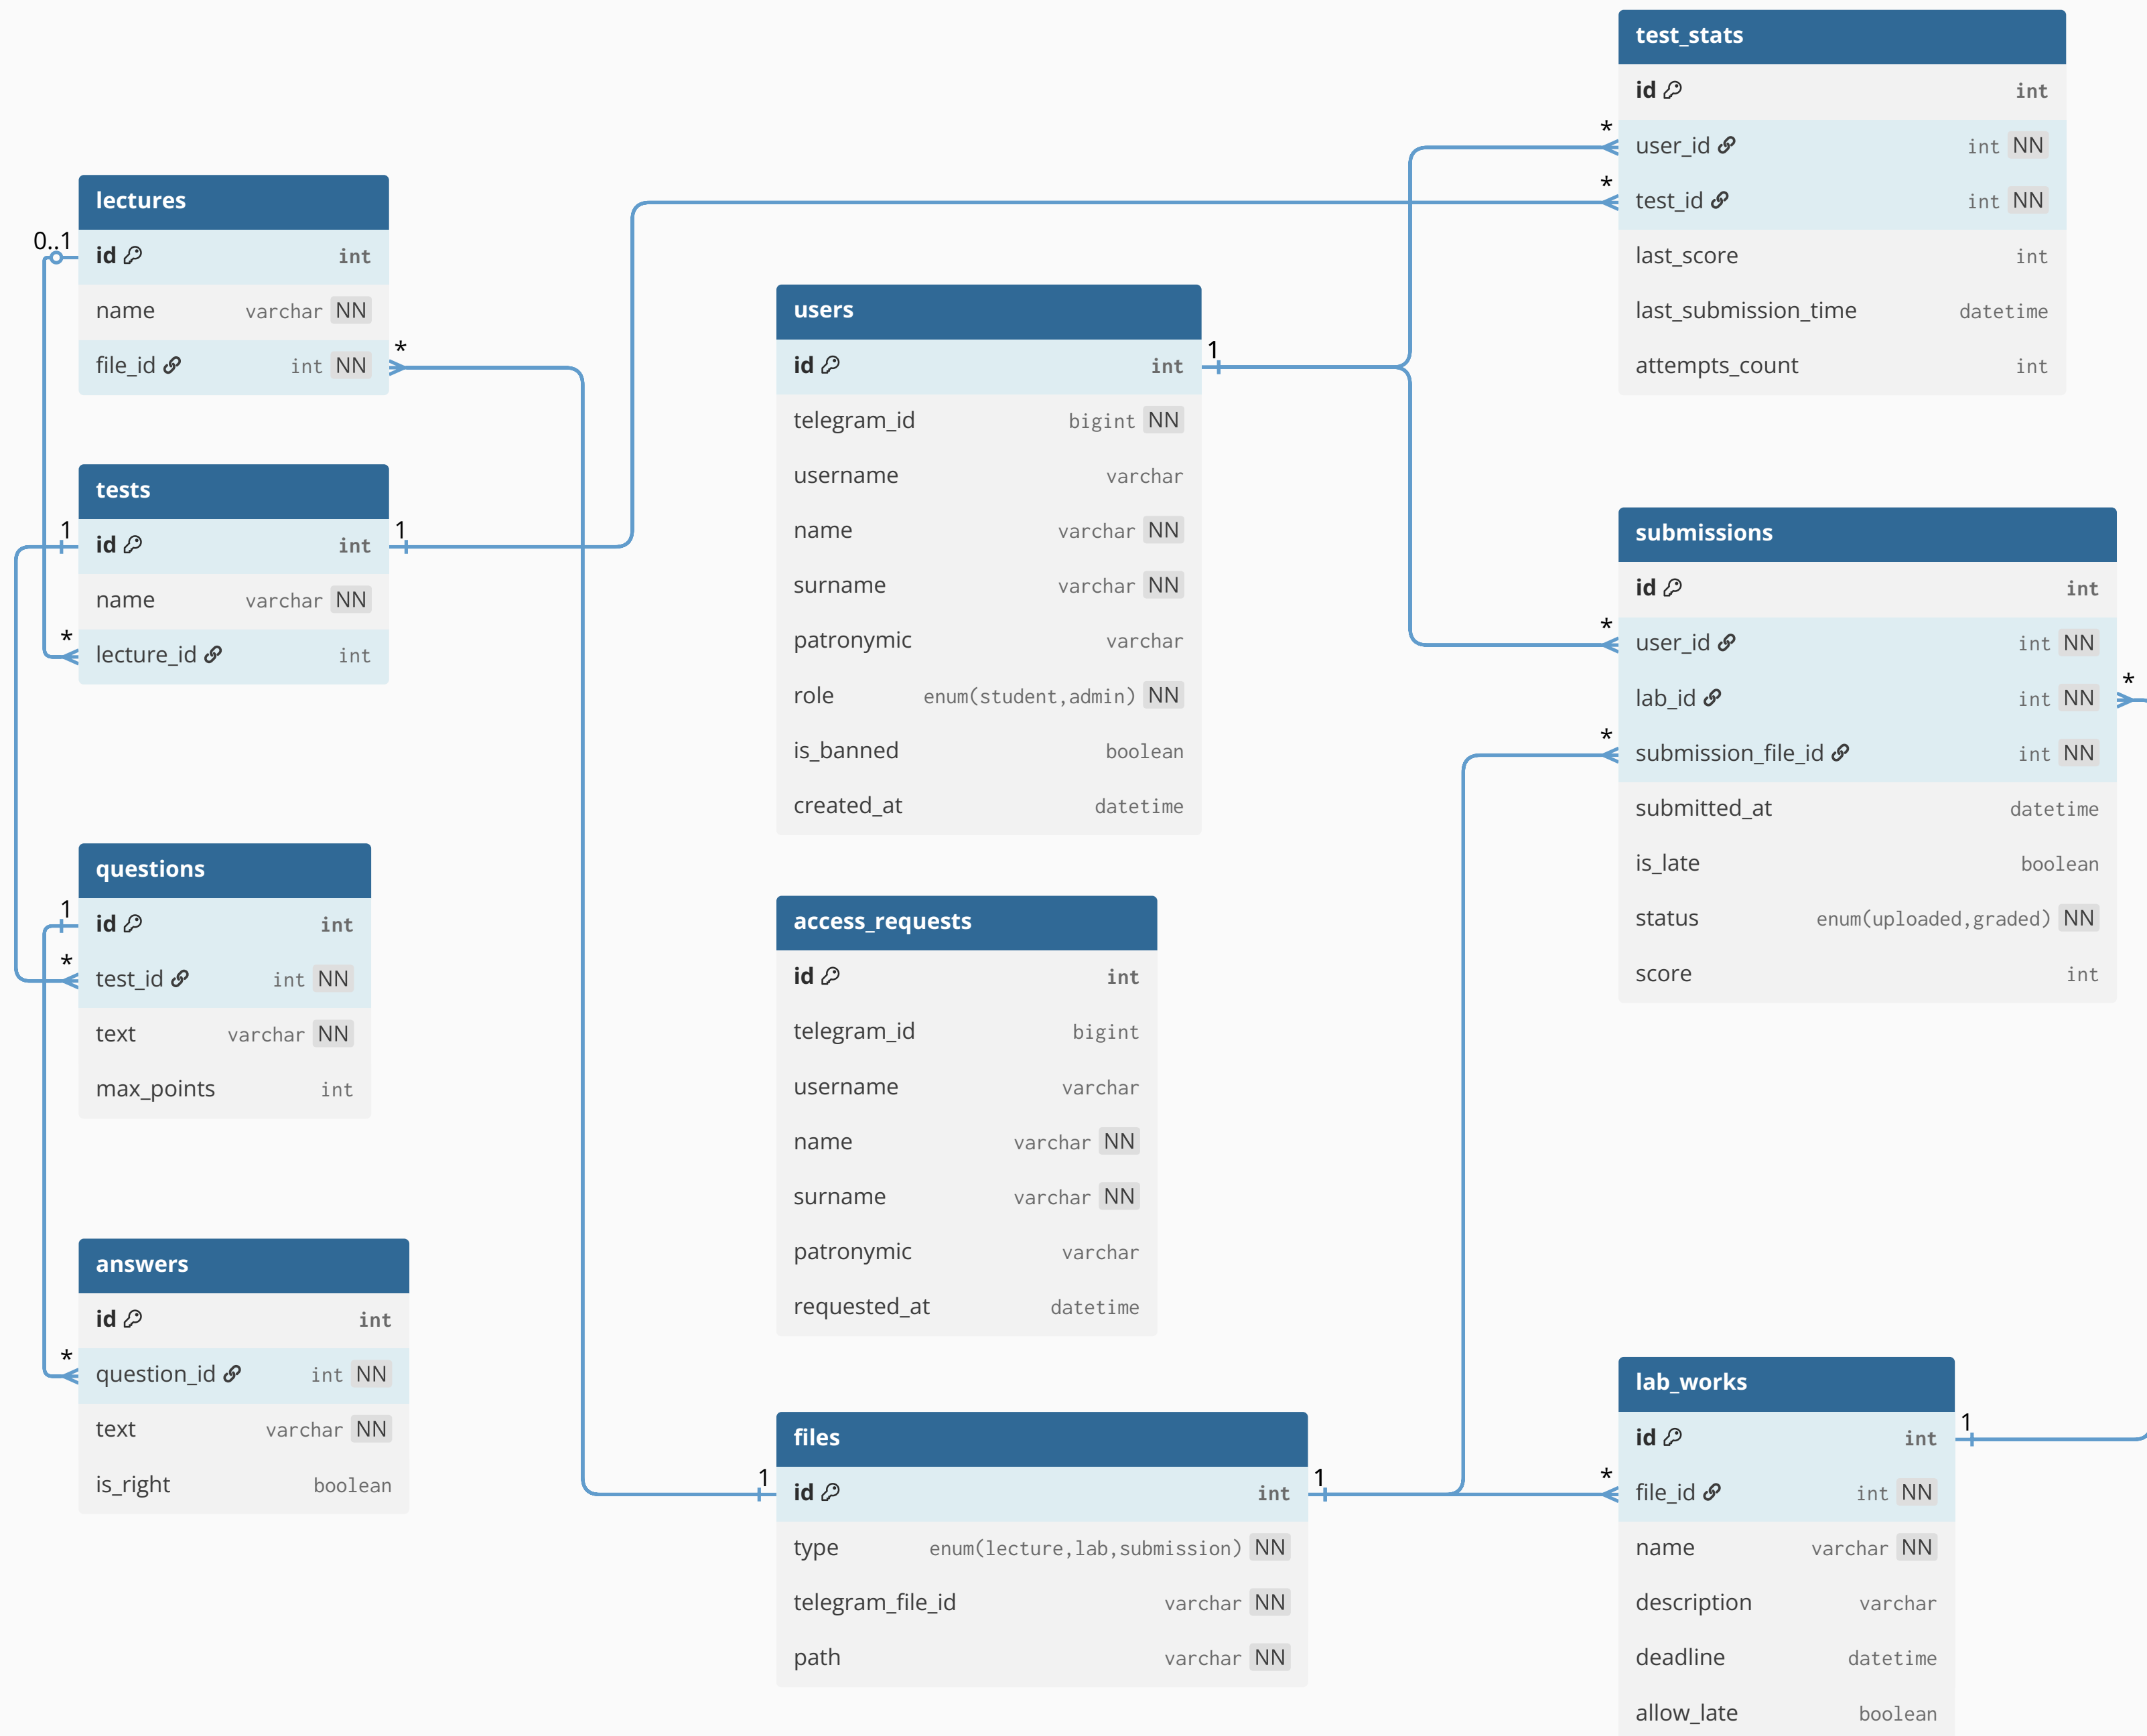 test_stats
id int
* user_id int NN
* test_id int NN
last_score int
last_submission_time datetime
attempts_count int
lectures
0..1 id int
name varchar NN
file_id int NN *
tests
1 id int 1
name varchar NN
* lecture_id int
questions
1 id int
* test_id int NN
text varchar NN
max_points int
answers
id int
* question_id int NN
text varchar NN
is_right boolean
users
id int 1
telegram_id bigint NN
username varchar
name varchar NN
surname varchar NN
patronymic varchar
role enum(student,admin) NN
is_banned boolean
created_at datetime
access_requests
id int
telegram_id bigint
username varchar
name varchar NN
surname varchar NN
patronymic varchar
requested_at datetime
files
1 id int 1
type enum(lecture,lab,submission) NN
telegram_file_id varchar NN
path varchar NN
submissions
id int
* user_id int NN
lab_id int NN *
* submission_file_id int NN
submitted_at datetime
is_late boolean
status enum(uploaded,graded) NN
score int
lab_works
id int 1
* file_id int NN
name varchar NN
description varchar
deadline datetime
allow_late boolean